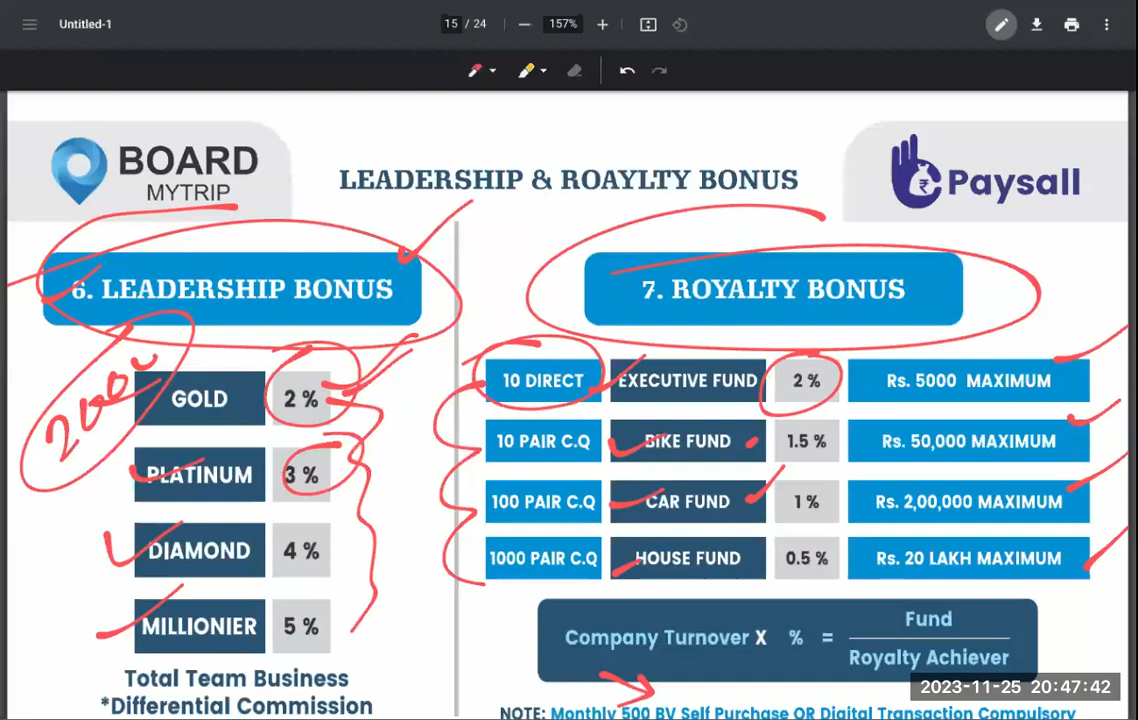 Untitled-1
15 / 24
157%
BOARD
MYTRIP
LEADERSHIP & ROAYLTY BONUS
Paysall
6. LEADERSHIP BONUS
2000
GOLD 2 %
PLATINUM 3 %
DIAMOND 4 %
MILLIONIER 5 %
Total Team Business
*Differential Commission
7. ROYALTY BONUS
10 DIRECT EXECUTIVE FUND 2 % Rs. 5000 MAXIMUM
10 PAIR C.Q BIKE FUND 1.5 % Rs. 50,000 MAXIMUM
100 PAIR C.Q CAR FUND 1 % Rs. 2,00,000 MAXIMUM
1000 PAIR C.Q HOUSE FUND 0.5 % Rs. 20 LAKH MAXIMUM
Fund
Company Turnover X % =
Royalty Achiever
2023-11-25 20:47:42
NOTE: Monthly 500 BV Self Purchase OR Digital Transaction Compulsory